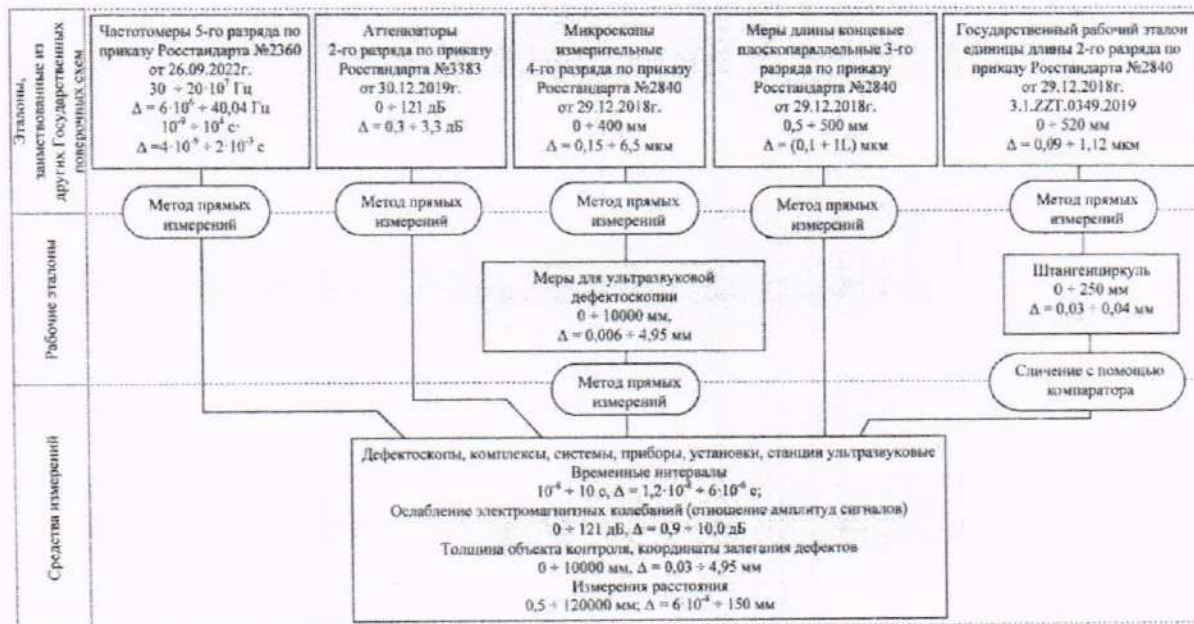 Эталоны,
заимствованные из
других Государственных
поверочных схем
Частотомеры 5-го разряда по
приказу Росстандарта №2360
от 26.09.2022г.
30 ÷ 20·10⁷ Гц
Δ = 6·10⁶ ÷ 40,04 Гц
10⁻⁹ ÷ 10⁴ с·
Δ =4·10⁻⁹ ÷ 2·10⁻³ с
Аттенюаторы
2-го разряда по приказу
Росстандарта №3383
от 30.12.2019г.
0 ÷ 121 дБ
Δ = 0,3 ÷ 3,3 дБ
Микроскопы
измерительные
4-го разряда по приказу
Росстандарта №2840
от 29.12.2018г.
0 ÷ 400 мм
Δ = 0,15 ÷ 6,5 мкм
Меры длины концевые
плоскопараллельные 3-го
разряда по приказу
Росстандарта №2840
от 29.12.2018г.
0,5 ÷ 500 мм
Δ = (0,1 + 1L) мкм
Государственный рабочий эталон
единицы длины 2-го разряда по
приказу Росстандарта №2840
от 29.12.2018г.
3.1.ZZT.0349.2019
0 ÷ 520 мм
Δ = 0,09 ÷ 1,12 мкм
Метод прямых
измерений
Метод прямых
измерений
Метод прямых
измерений
Метод прямых
измерений
Метод прямых
измерений
Рабочие эталоны
Меры для ультразвуковой
дефектоскопии
0 ÷ 10000 мм,
Δ = 0,006 ÷ 4,95 мм
Штангенциркуль
0 ÷ 250 мм
Δ = 0,03 ÷ 0,04 мм
Метод прямых
измерений
Сличение с помощью
компаратора
Средства измерений
Дефектоскопы, комплексы, системы, приборы, установки, станции ультразвуковые
Временные интервалы
10⁻⁸ ÷ 10 с, Δ = 1,2·10⁻⁸ ÷ 6·10⁻⁶ с;
Ослабление электромагнитных колебаний (отношение амплитуд сигналов)
0 ÷ 121 дБ, Δ = 0,9 ÷ 10,0 дБ
Толщина объекта контроля, координаты залегания дефектов
0 ÷ 10000 мм, Δ = 0,03 ÷ 4,95 мм
Измерения расстояния
0,5 ÷ 120000 мм; Δ = 6·10⁻⁴ ÷ 150 мм